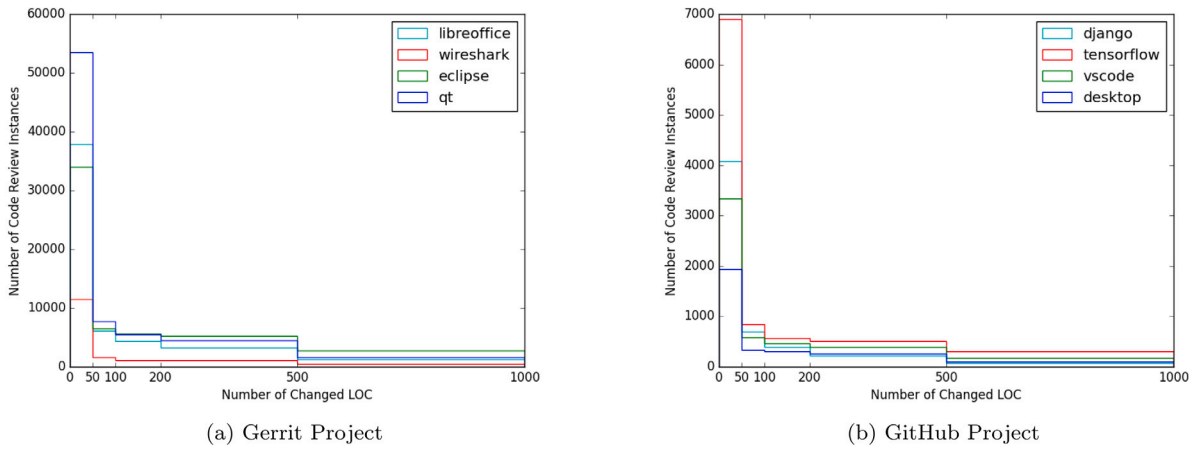 60000
50000
40000
30000
20000
10000
0
Number of Code Review Instances
libreoffice
wireshark
eclipse
qt
0 50 100 200 500 1000
Number of Changed LOC
(a) Gerrit Project
7000
6000
5000
4000
3000
2000
1000
0
Number of Code Review Instances
django
tensorflow
vscode
desktop
0 50 100 200 500 1000
Number of Changed LOC
(b) GitHub Project